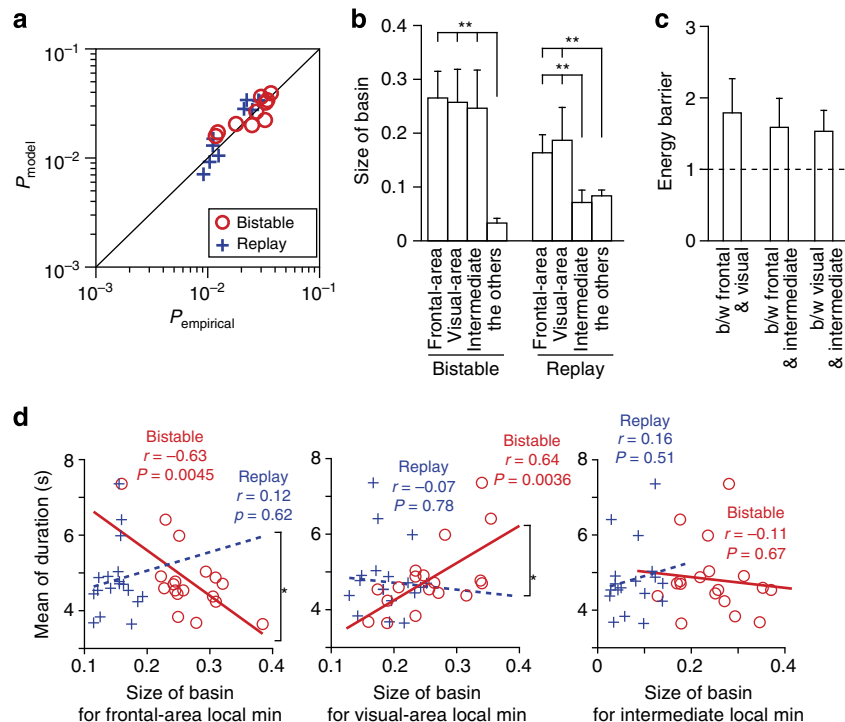 a
10⁻¹
10⁻²
10⁻³
P model
Bistable
Replay
10⁻³
10⁻²
10⁻¹
P empirical
b
**
**
**
0.4
0.3
0.2
0.1
0
Size of basin
Frontal-area
Visual-area
Intermediate
the others
Bistable
Frontal-area
Visual-area
Intermediate
the others
Replay
c
3
2
1
0
Energy barrier
b/w frontal
& visual
b/w frontal
& intermediate
b/w visual
& intermediate
d
8
6
4
Mean of duration (s)
Bistable
r = –0.63
P = 0.0045
Replay
r = 0.12
p = 0.62
*
0.1
0.2
0.3
0.4
Size of basin
for frontal-area local min
8
6
4
Replay
r = –0.07
P = 0.78
Bistable
r = 0.64
P = 0.0036
*
0.1
0.2
0.3
0.4
Size of basin
for visual-area local min
8
6
4
Replay
r = 0.16
P = 0.51
Bistable
r = –0.11
P = 0.67
0
0.2
0.4
Size of basin
for intermediate local min